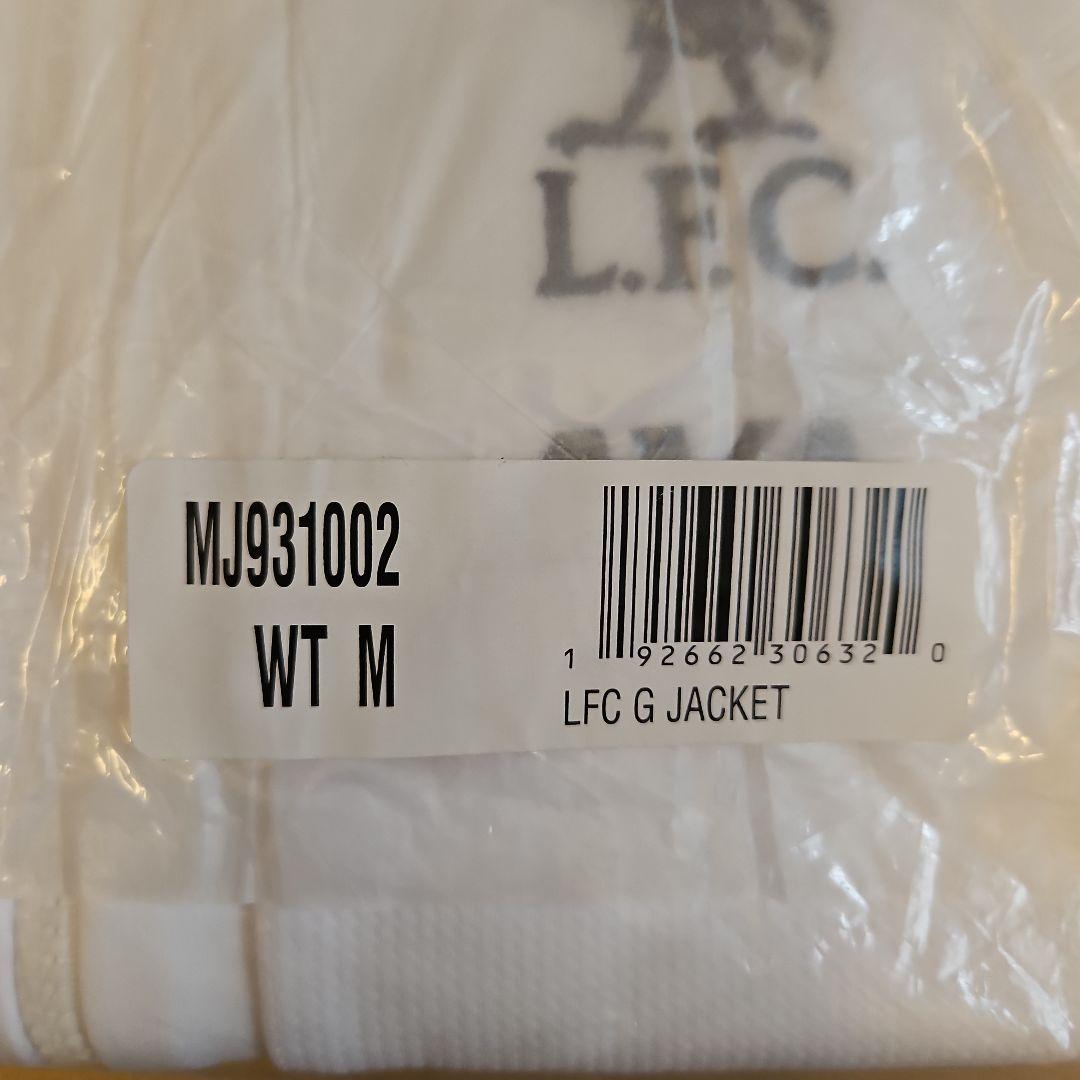 L.F.C.
MJ931002
WT M
1 92662 30632 0
LFC G JACKET